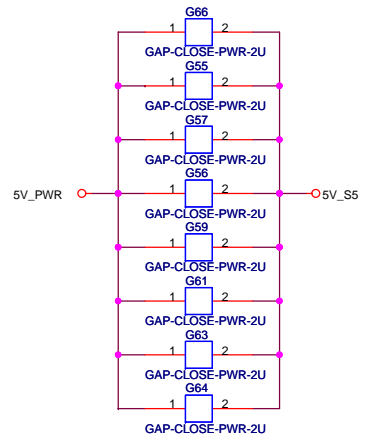 G66
1 2
GAP-CLOSE-PWR-2U
G55
1 2
GAP-CLOSE-PWR-2U
G57
1 2
GAP-CLOSE-PWR-2U
G56
5V_PWR 1 2 5V_S5
GAP-CLOSE-PWR-2U
G59
1 2
GAP-CLOSE-PWR-2U
G61
1 2
GAP-CLOSE-PWR-2U
G63
1 2
GAP-CLOSE-PWR-2U
G64
1 2
GAP-CLOSE-PWR-2U